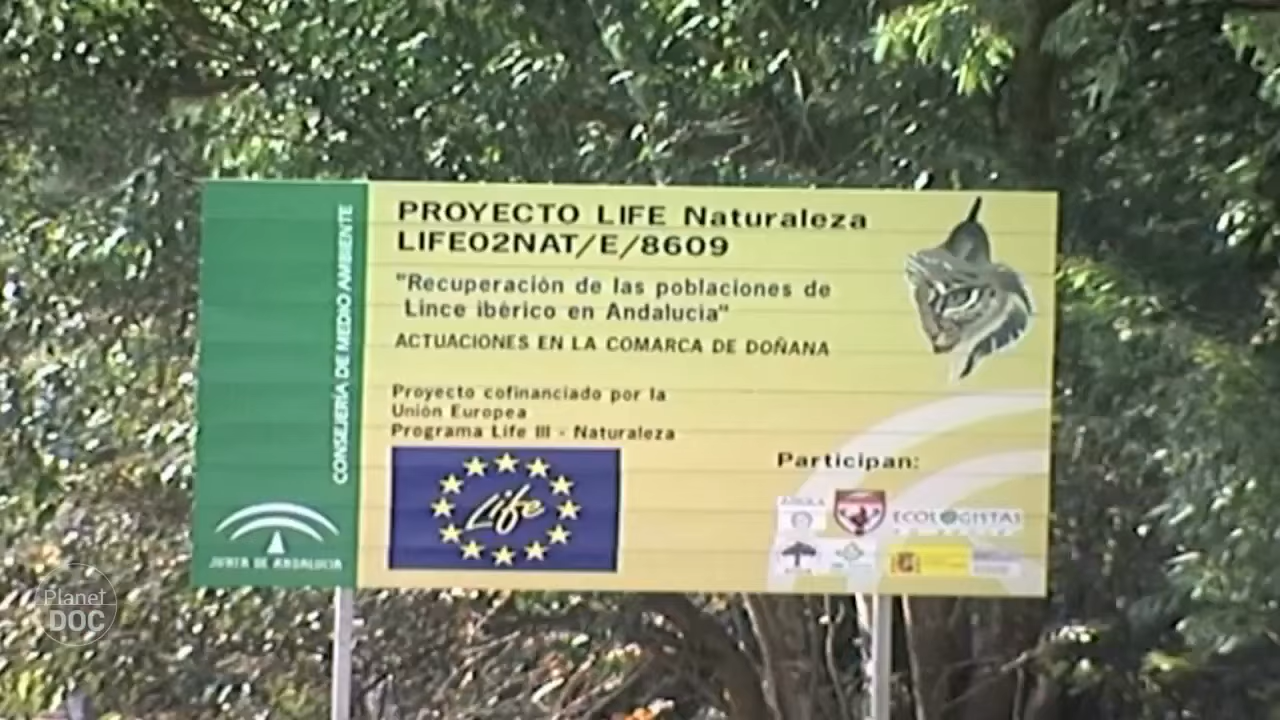 CONSEJERÍA DE MEDIO AMBIENTE
JUNTA DE ANDALUCIA
PROYECTO LIFE Naturaleza
LIFE02NAT/E/8609
"Recuperación de las poblaciones de
Lince ibérico en Andalucia"
ACTUACIONES EN LA COMARCA DE DOÑANA
Proyecto cofinanciado por la
Unión Europea
Programa Life III - Naturaleza
Life
Participan:
ECOLOGISTAS
Planet
DOC